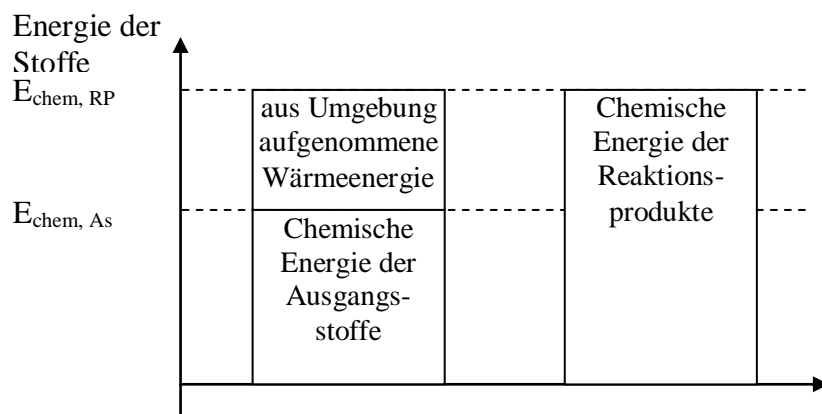 Energie der
Stoffe
Echem, RP
Echem, As
aus Umgebung
aufgenommene
Wärmeenergie
Chemische
Energie der
Ausgangs-
stoffe
Chemische
Energie der
Reaktions-
produkte